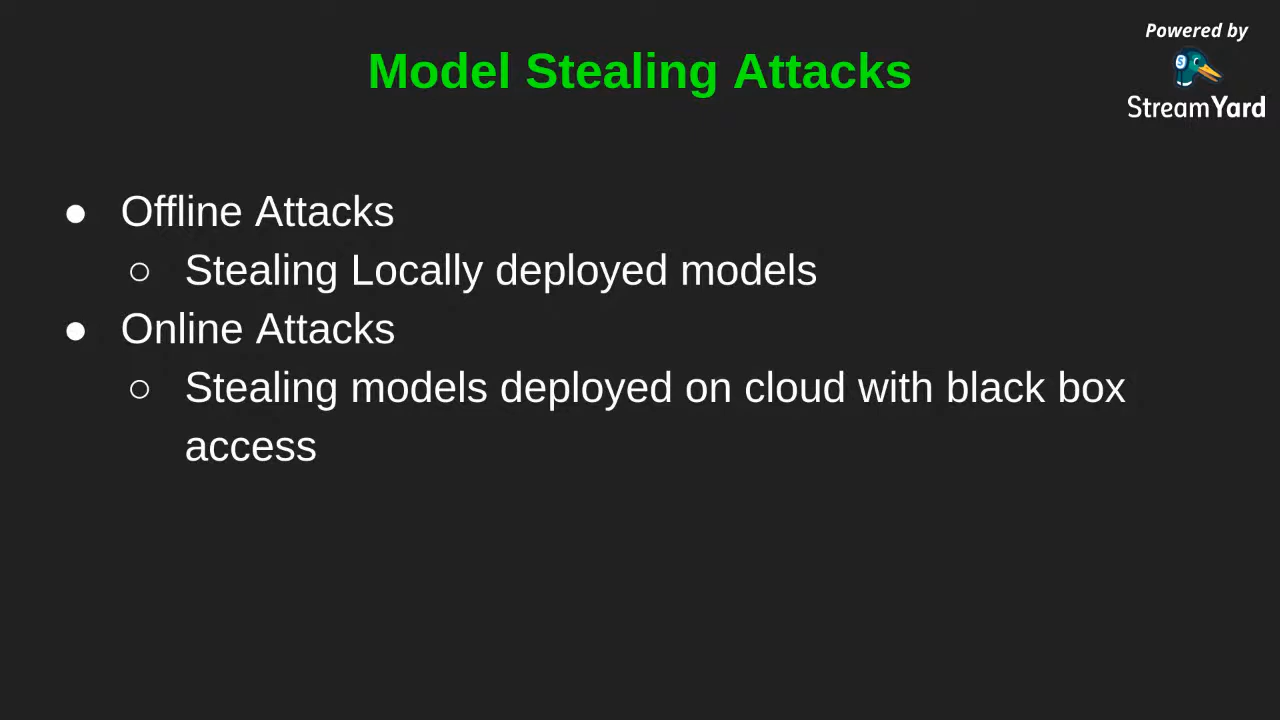 Powered by
StreamYard
Model Stealing Attacks
● Offline Attacks
○ Stealing Locally deployed models
● Online Attacks
○ Stealing models deployed on cloud with black box
access